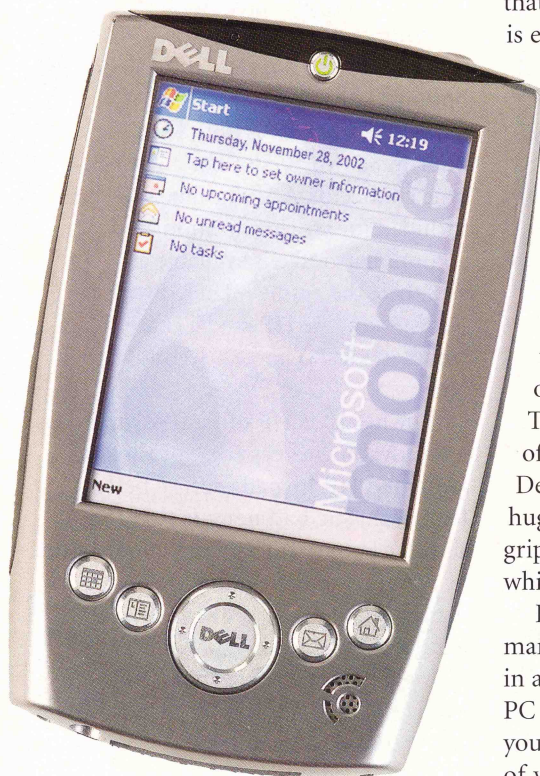 DELL
Start 12:19
Thursday, November 28, 2002
Tap here to set owner information
No upcoming appointments
No unread messages
No tasks
Microsoft
mobile
New
DELL
that
is e
o
T
of
De
hug
grip
whi
in a
PC
you
of